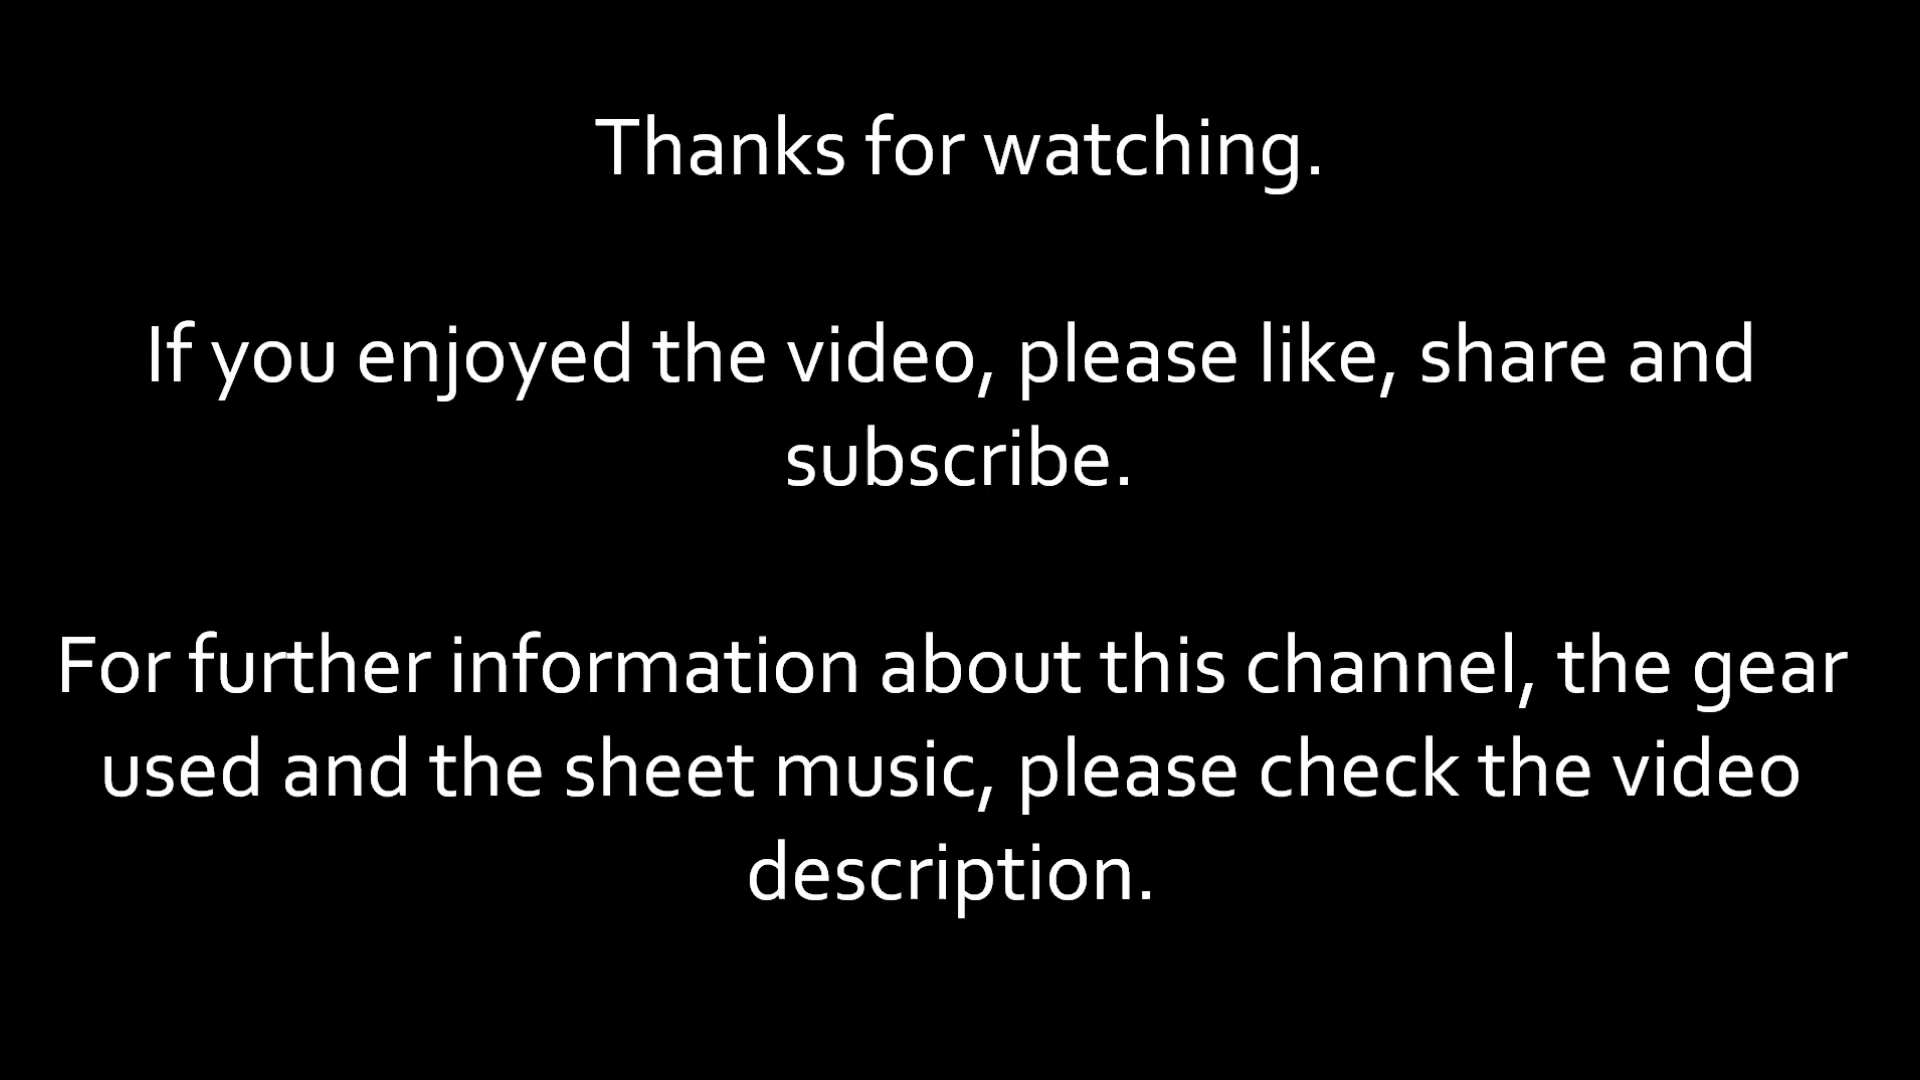 Thanks for watching.
If you enjoyed the video, please like, share and
subscribe.
For further information about this channel, the gear
used and the sheet music, please check the video
description.